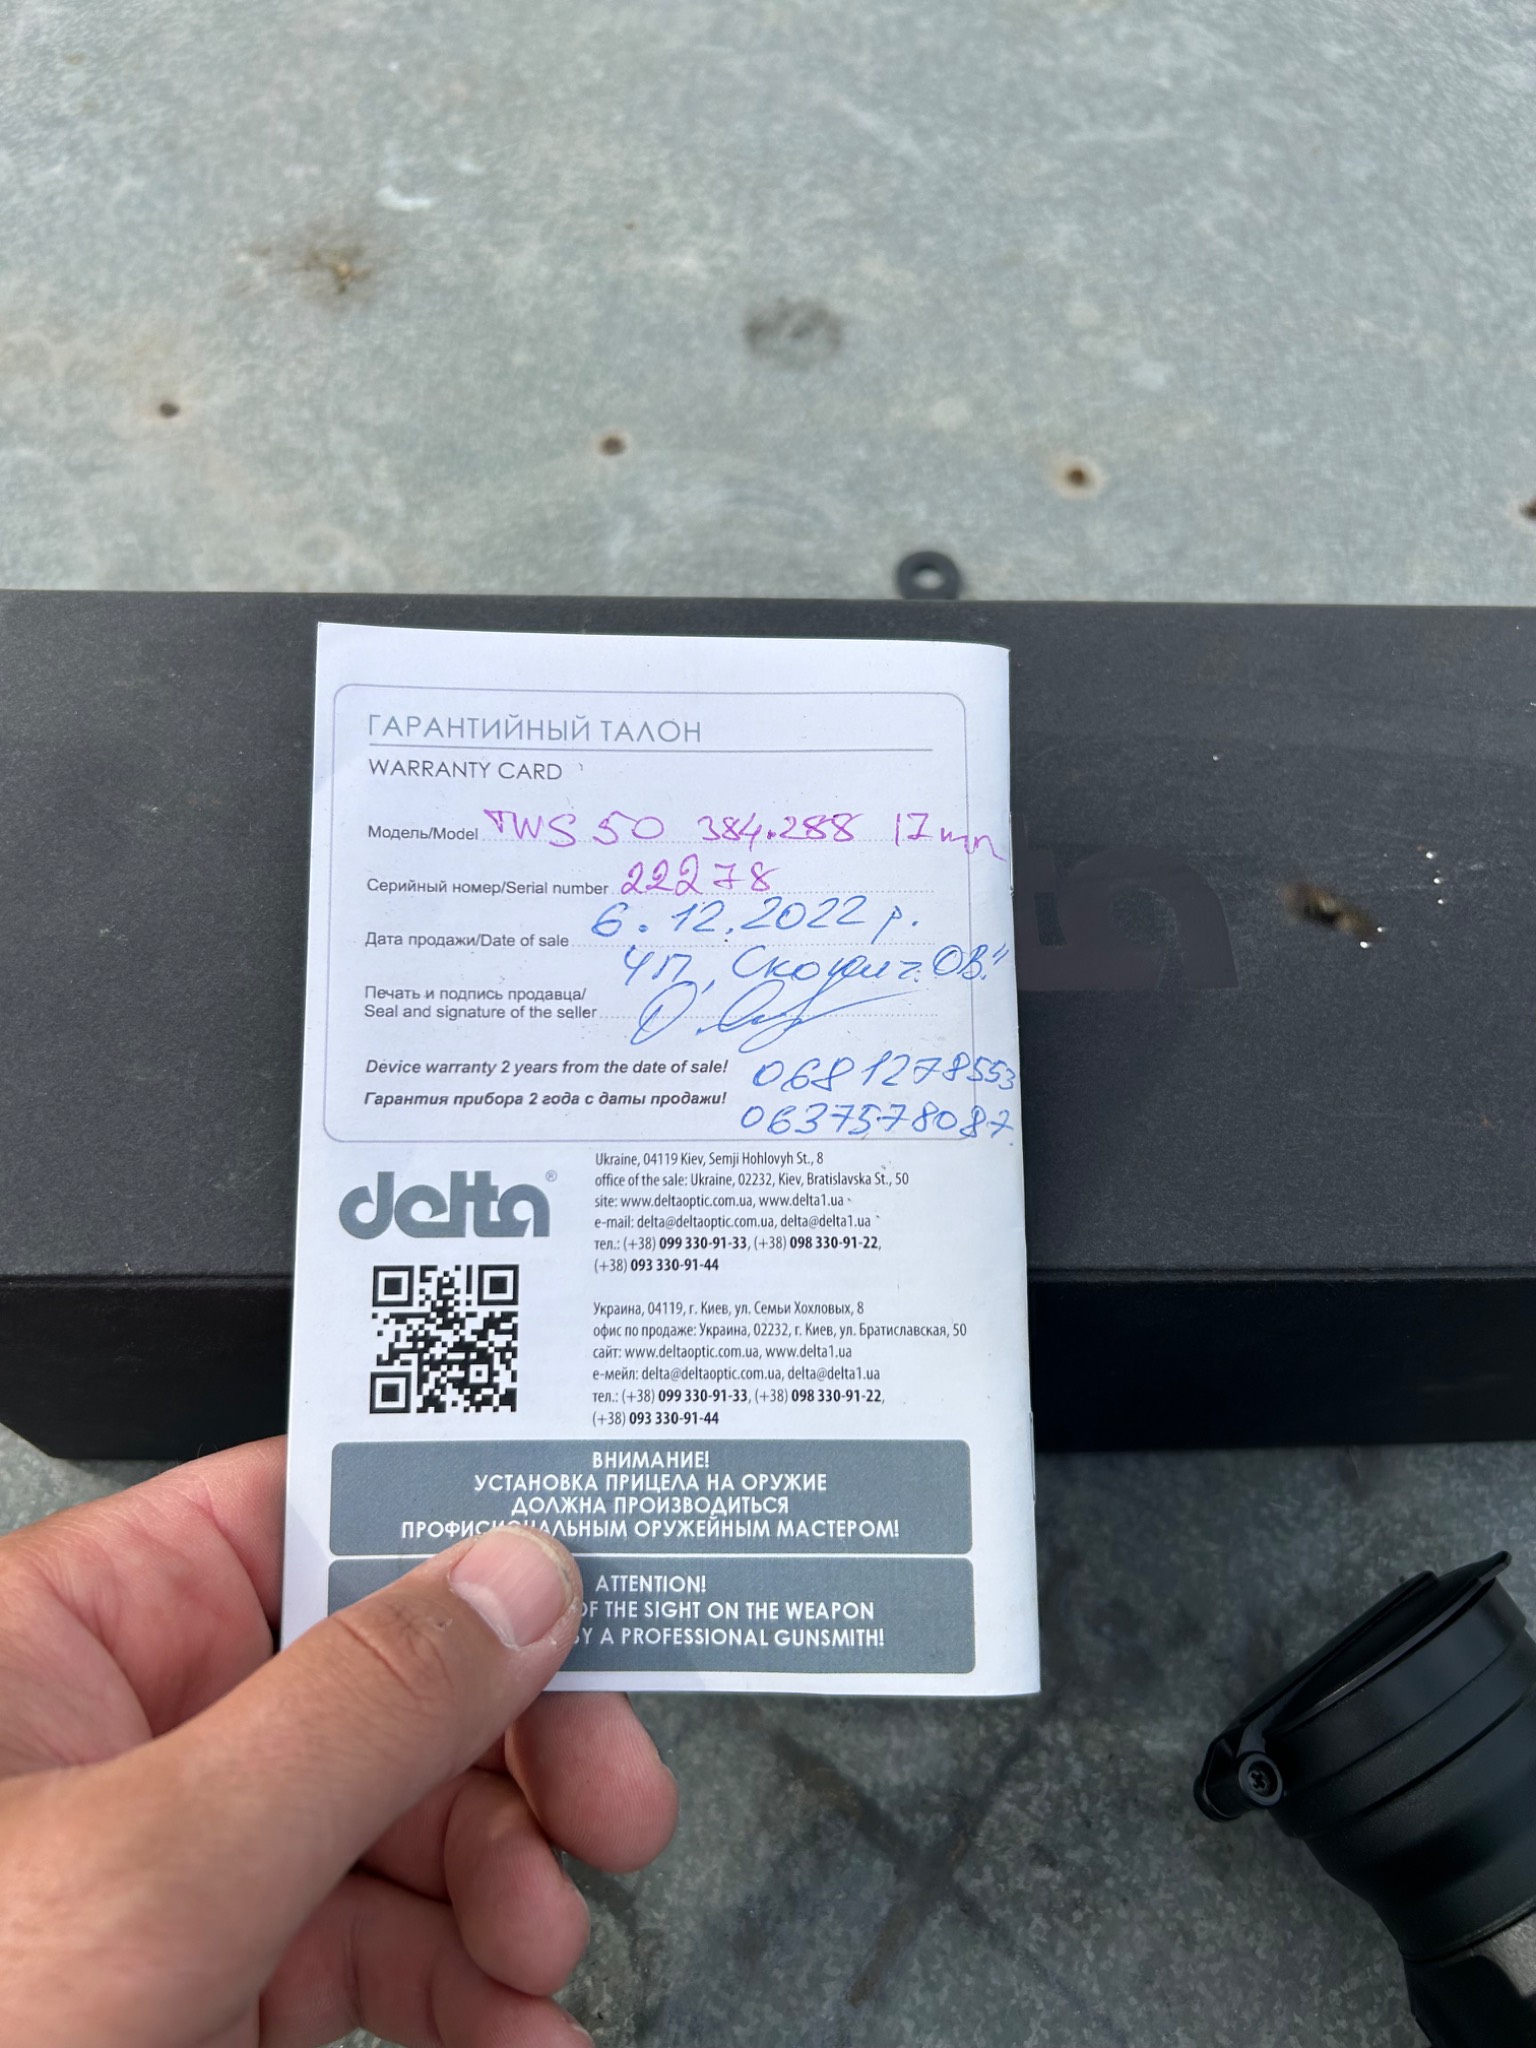 ГАРАНТИЙНЫЙ ТАЛОН
WARRANTY CARD
Модель/Model TWS 50 384.288 17
Серийный номер/Serial number 22278
Дата продажи/Date of sale 6.12.2022 р.
ЧП, ОВ."
Печать и подпись продавца/
Seal and signature of the seller
Device warranty 2 years from the date of sale! 0681278553
Гарантия прибора 2 года с даты продажи! 0637578087
delta®
Ukraine, 04119 Kiev, Semji Hohlovyh St., 8
office of the sale: Ukraine, 02232, Kiev, Bratislavska St., 50
site: www.deltaoptic.com.ua, www.delta1.ua
e-mail: delta@deltaoptic.com.ua, delta@delta1.ua
тел.: (+38) 099 330-91-33, (+38) 098 330-91-22,
(+38) 093 330-91-44
Украина, 04119, г. Киев, ул. Семьи Хохловых, 8
офис по продаже: Украина, 02232, г. Киев, ул. Братиславская, 50
сайт: www.deltaoptic.com.ua, www.delta1.ua
е-мейл: delta@deltaoptic.com.ua, delta@delta1.ua
тел.: (+38) 099 330-91-33, (+38) 098 330-91-22,
(+38) 093 330-91-44
ВНИМАНИЕ!
УСТАНОВКА ПРИЦЕЛА НА ОРУЖИЕ
ДОЛЖНА ПРОИЗВОДИТЬСЯ
ПРОФИСИОНАЛЬНЫМ ОРУЖЕЙНЫМ МАСТЕРОМ!
ATTENTION!
OF THE SIGHT ON THE WEAPON
BY A PROFESSIONAL GUNSMITH!